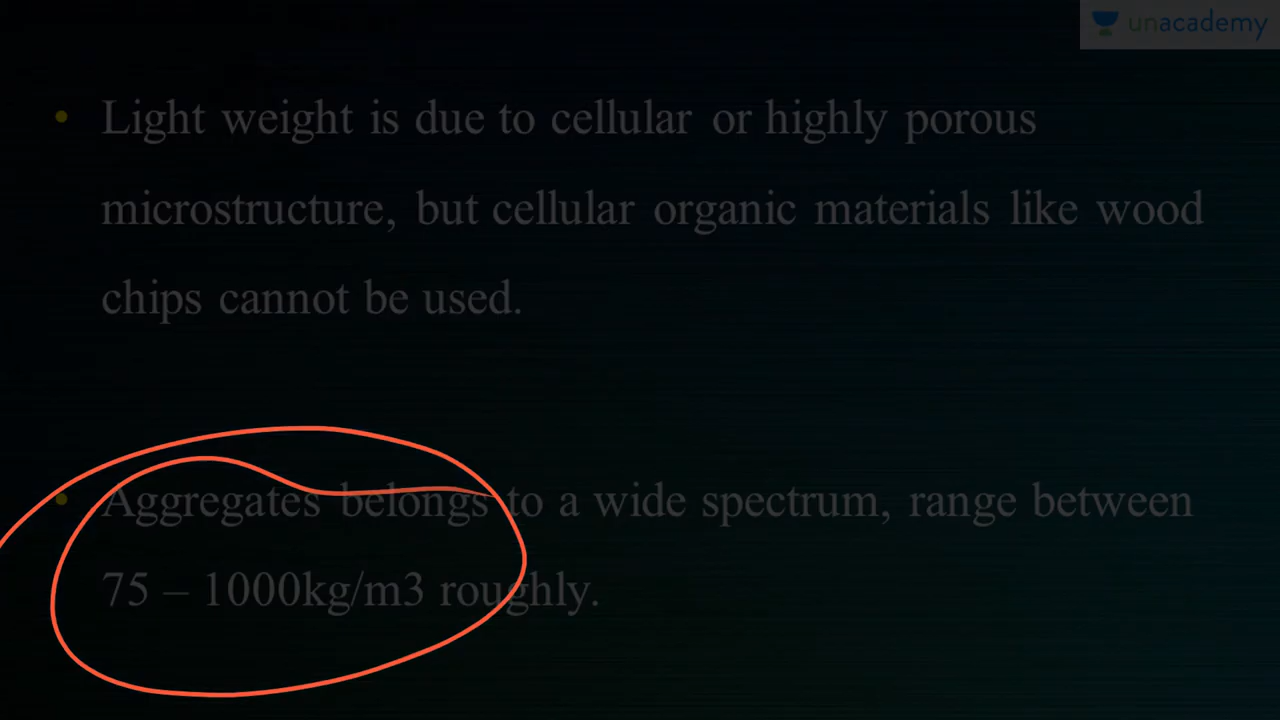 unacademy
• Light weight is due to cellular or highly porous
microstructure, but cellular organic materials like wood
chips cannot be used.
• Aggregates belongs to a wide spectrum, range between
75 – 1000kg/m3 roughly.